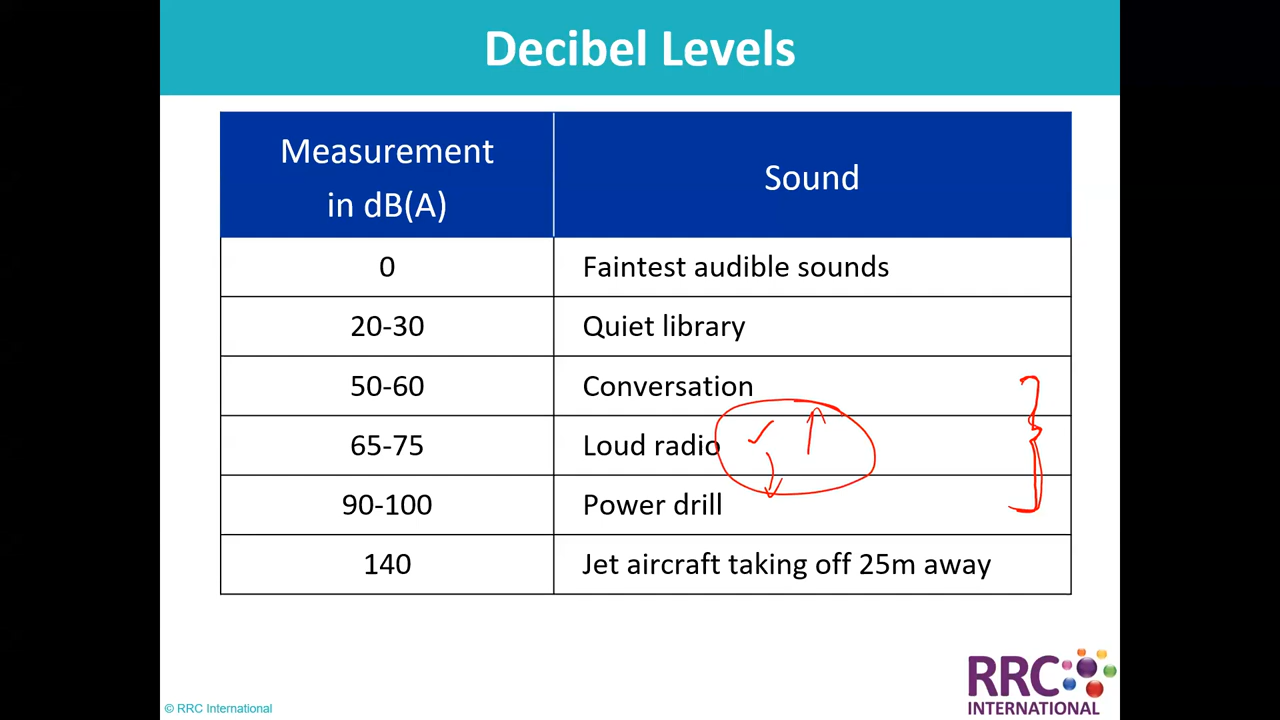 Decibel Levels
Measurement
in dB(A)
Sound
0
Faintest audible sounds
20-30
Quiet library
50-60
Conversation
65-75
Loud radio
90-100
Power drill
140
Jet aircraft taking off 25m away
RRC
INTERNATIONAL
© RRC International